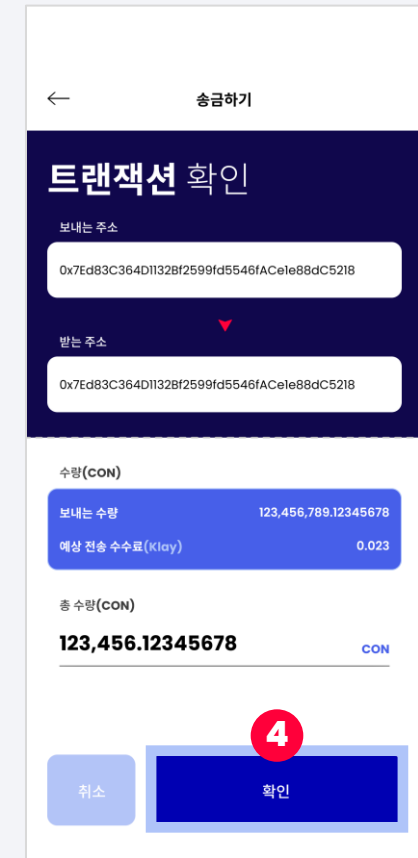 송금하기
트랜잭션 확인
보내는 주소
0x7Ed83C364D1132Bf2599fd5546fACe1e88dC5218
받는 주소
0x7Ed83C364D1132Bf2599fd5546fACe1e88dC5218
수량(CON)
보내는 수량 123,456,789.12345678
예상 전송 수수료(Klay) 0.023
총 수량(CON)
123,456.12345678 CON
4
취소 확인